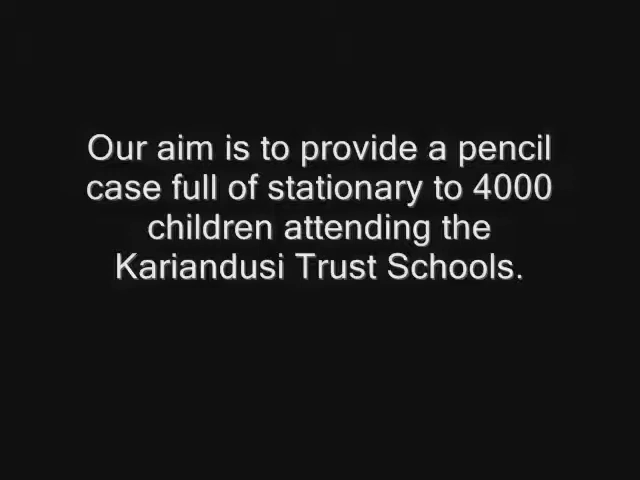 Our aim is to provide a pencil
case full of stationary to 4000
children attending the
Kariandusi Trust Schools.